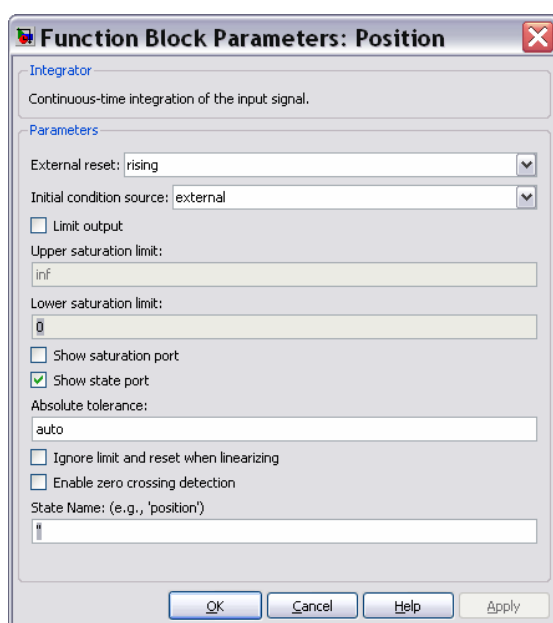 Function Block Parameters: Position
Integrator
Continuous-time integration of the input signal.
Parameters
External reset: rising
Initial condition source: external
Limit output
Upper saturation limit:
inf
Lower saturation limit:
0
Show saturation port
Show state port
Absolute tolerance:
auto
Ignore limit and reset when linearizing
Enable zero crossing detection
State Name: (e.g., 'position')
''
OK Cancel Help Apply